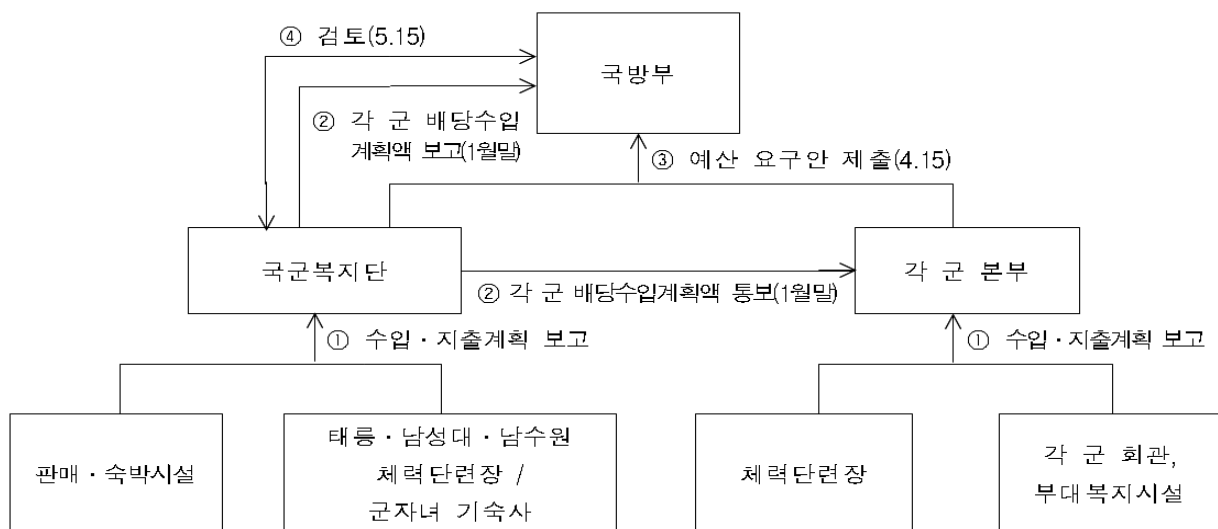 ④ 검토(5.15)
국방부
② 각 군 배당수입
계획액 보고(1월말)
③ 예산 요구안 제출(4.15)
국군복지단
② 각 군 배당수입계획액 통보(1월말)
각 군 본부
① 수입·지출계획 보고
① 수입·지출계획 보고
판매·숙박시설
태릉·남성대·남수원
체력단련장 /
군자녀 기숙사
체력단련장
각 군 회관,
부대복지시설